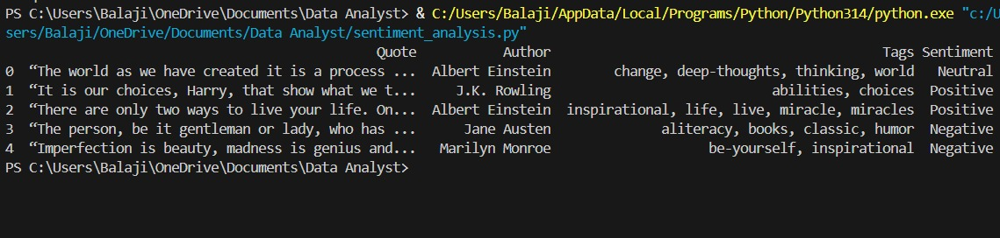 PS C:\Users\Balaji\OneDrive\Documents\Data Analyst> & C:/Users/Balaji/AppData/Local/Programs/Python/Python314/python.exe "c:/U
sers/Balaji/OneDrive/Documents/Data Analyst/sentiment_analysis.py"
Quote Author Tags Sentiment
0 “The world as we have created it is a process ... Albert Einstein change, deep-thoughts, thinking, world Neutral
1 “It is our choices, Harry, that show what we t... J.K. Rowling abilities, choices Positive
2 “There are only two ways to live your life. On... Albert Einstein inspirational, life, live, miracle, miracles Positive
3 “The person, be it gentleman or lady, who has ... Jane Austen aliteracy, books, classic, humor Negative
4 “Imperfection is beauty, madness is genius and... Marilyn Monroe be-yourself, inspirational Negative
PS C:\Users\Balaji\OneDrive\Documents\Data Analyst>